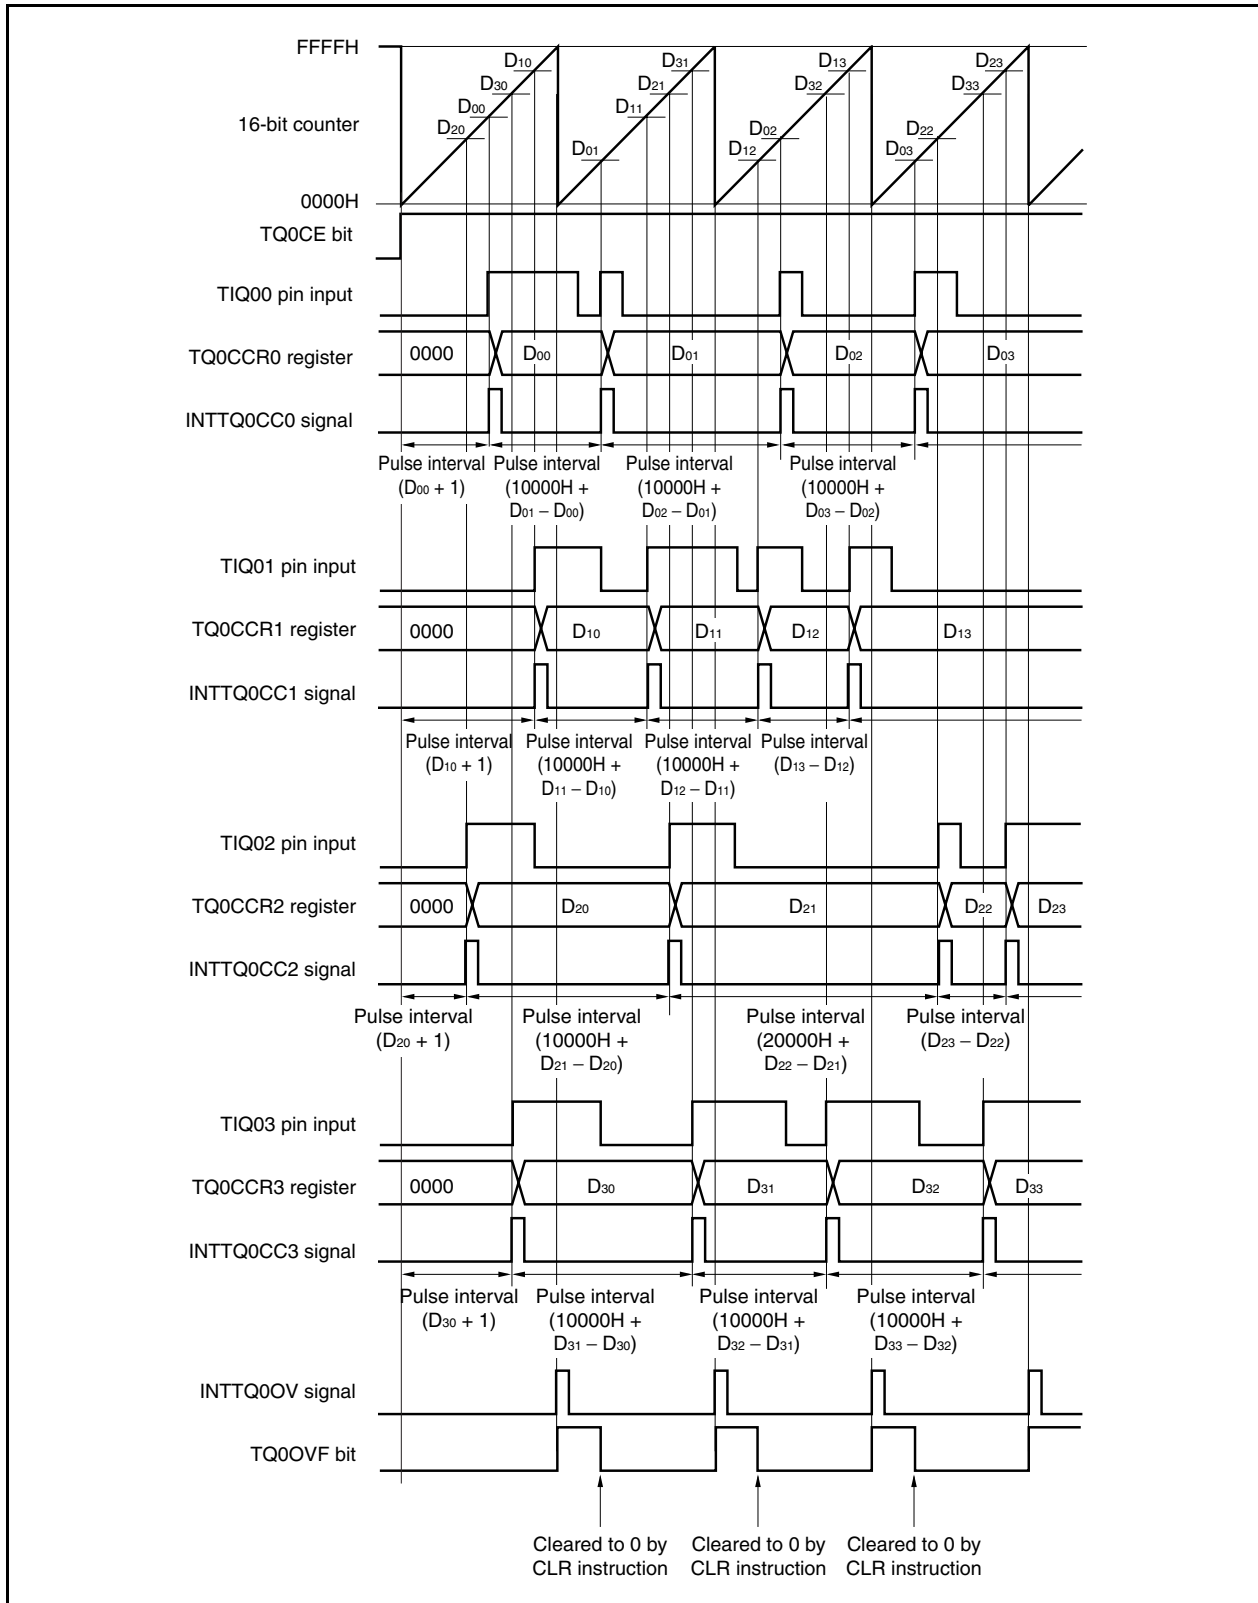 FFFFH
16-bit counter
0000H
D20 D00 D30 D10
D01 D11 D21 D31
D12 D02 D32 D13
D03 D22 D33 D23
TQ0CE bit
TIQ00 pin input
TQ0CCR0 register 0000 D00 D01 D02 D03
INTTQ0CC0 signal
Pulse interval Pulse interval Pulse interval Pulse interval
(D00 + 1) (10000H + (10000H + (10000H +
D01 – D00) D02 – D01) D03 – D02)
TIQ01 pin input
TQ0CCR1 register 0000 D10 D11 D12 D13
INTTQ0CC1 signal
Pulse interval Pulse interval Pulse interval Pulse interval
(D10 + 1) (10000H + (10000H + (D13 – D12)
D11 – D10) D12 – D11)
TIQ02 pin input
TQ0CCR2 register 0000 D20 D21 D22 D23
INTTQ0CC2 signal
Pulse interval Pulse interval Pulse interval Pulse interval
(D20 + 1) (10000H + (20000H + (D23 – D22)
D21 – D20) D22 – D21)
TIQ03 pin input
TQ0CCR3 register 0000 D30 D31 D32 D33
INTTQ0CC3 signal
Pulse interval Pulse interval Pulse interval Pulse interval
(D30 + 1) (10000H + (10000H + (10000H +
D31 – D30) D32 – D31) D33 – D32)
INTTQ0OV signal
TQ0OVF bit
Cleared to 0 by Cleared to 0 by Cleared to 0 by
CLR instruction CLR instruction CLR instruction